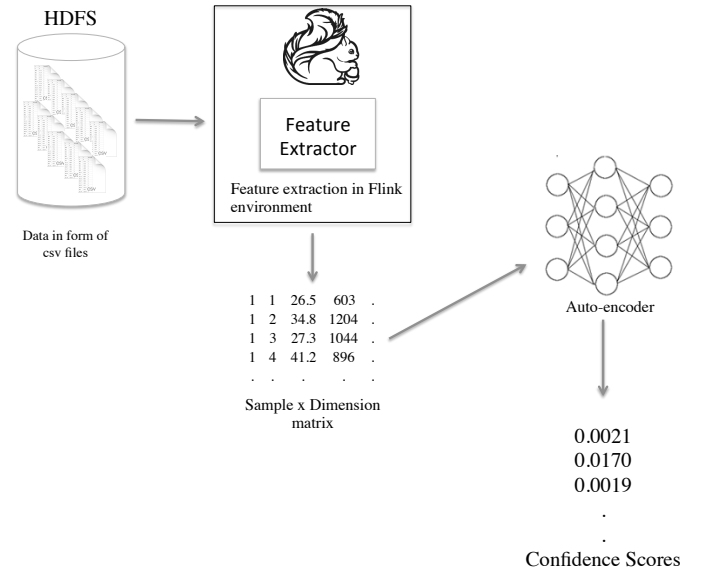 HDFS
Data in form of
csv files
Feature
Extractor
Feature extraction in Flink
environment
1 1 26.5 603 .
1 2 34.8 1204 .
1 3 27.3 1044 .
1 4 41.2 896 .
. . . . .
Sample x Dimension
matrix
Auto-encoder
0.0021
0.0170
0.0019
.
.
Confidence Scores